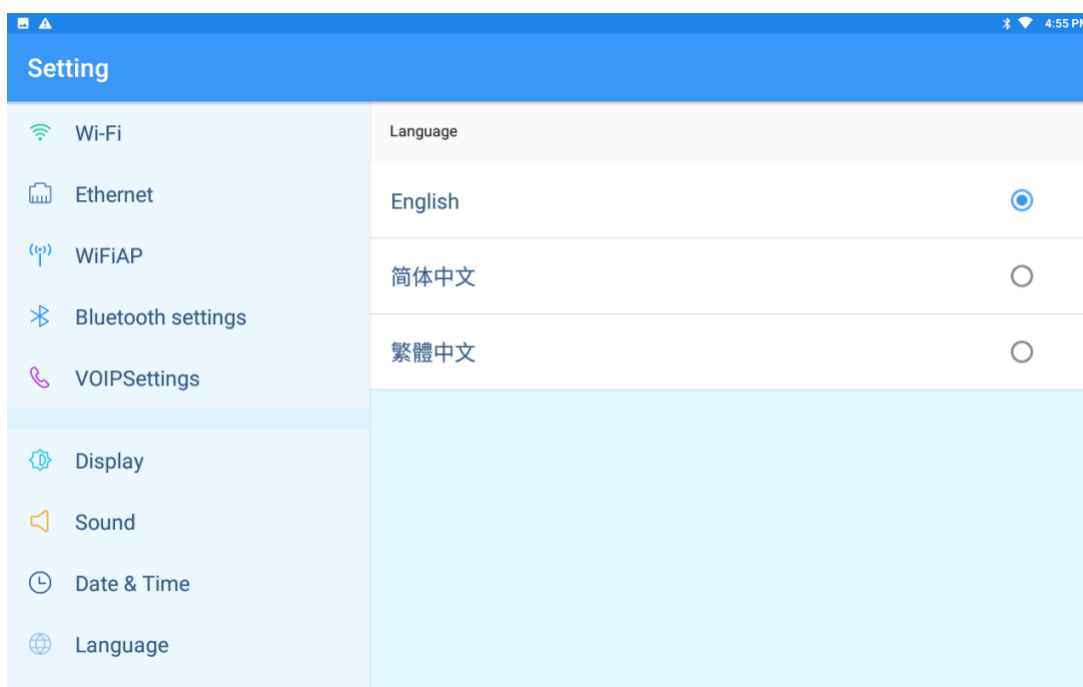 4:55 PM
Setting
Wi-Fi
Ethernet
WiFiAP
Bluetooth settings
VOIPSettings
Display
Sound
Date & Time
Language
Language
English
简体中文
繁體中文